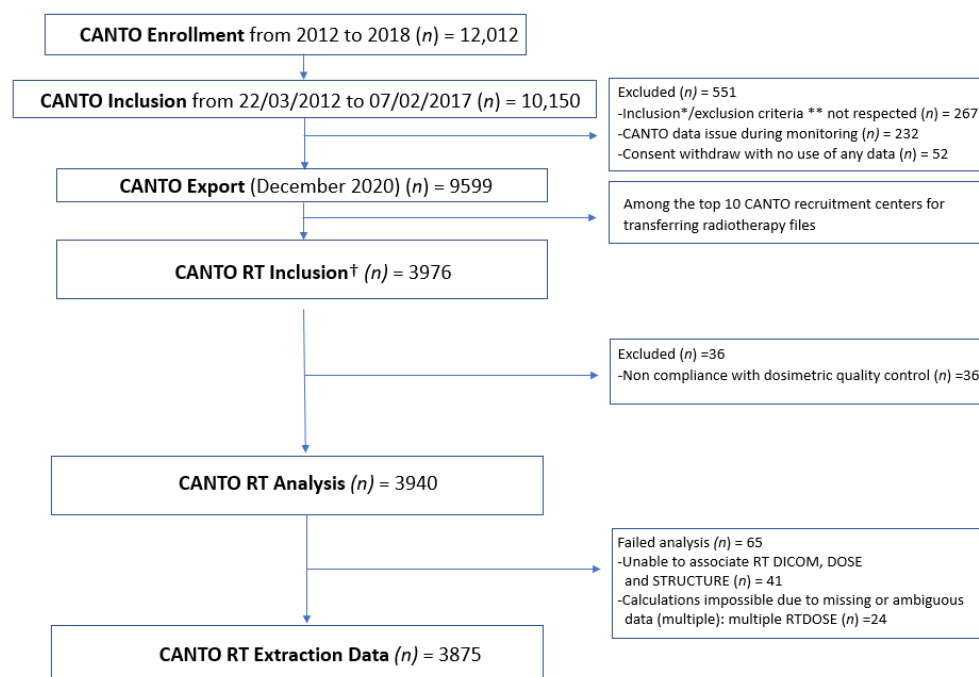 CANTO Enrollment from 2012 to 2018 (n) = 12,012
CANTO Inclusion from 22/03/2012 to 07/02/2017 (n) = 10,150
Excluded (n) = 551
-Inclusion*/exclusion criteria ** not respected (n) = 267
-CANTO data issue during monitoring (n) = 232
-Consent withdraw with no use of any data (n) = 52
CANTO Export (December 2020) (n) = 9599
Among the top 10 CANTO recruitment centers for
transferring radiotherapy files
CANTO RT Inclusion† (n) = 3976
Excluded (n) =36
-Non compliance with dosimetric quality control (n) =36
CANTO RT Analysis (n) = 3940
Failed analysis (n) = 65
-Unable to associate RT DICOM, DOSE
and STRUCTURE (n) = 41
-Calculations impossible due to missing or ambiguous
data (multiple): multiple RTDOSE (n) =24
CANTO RT Extraction Data (n) = 3875